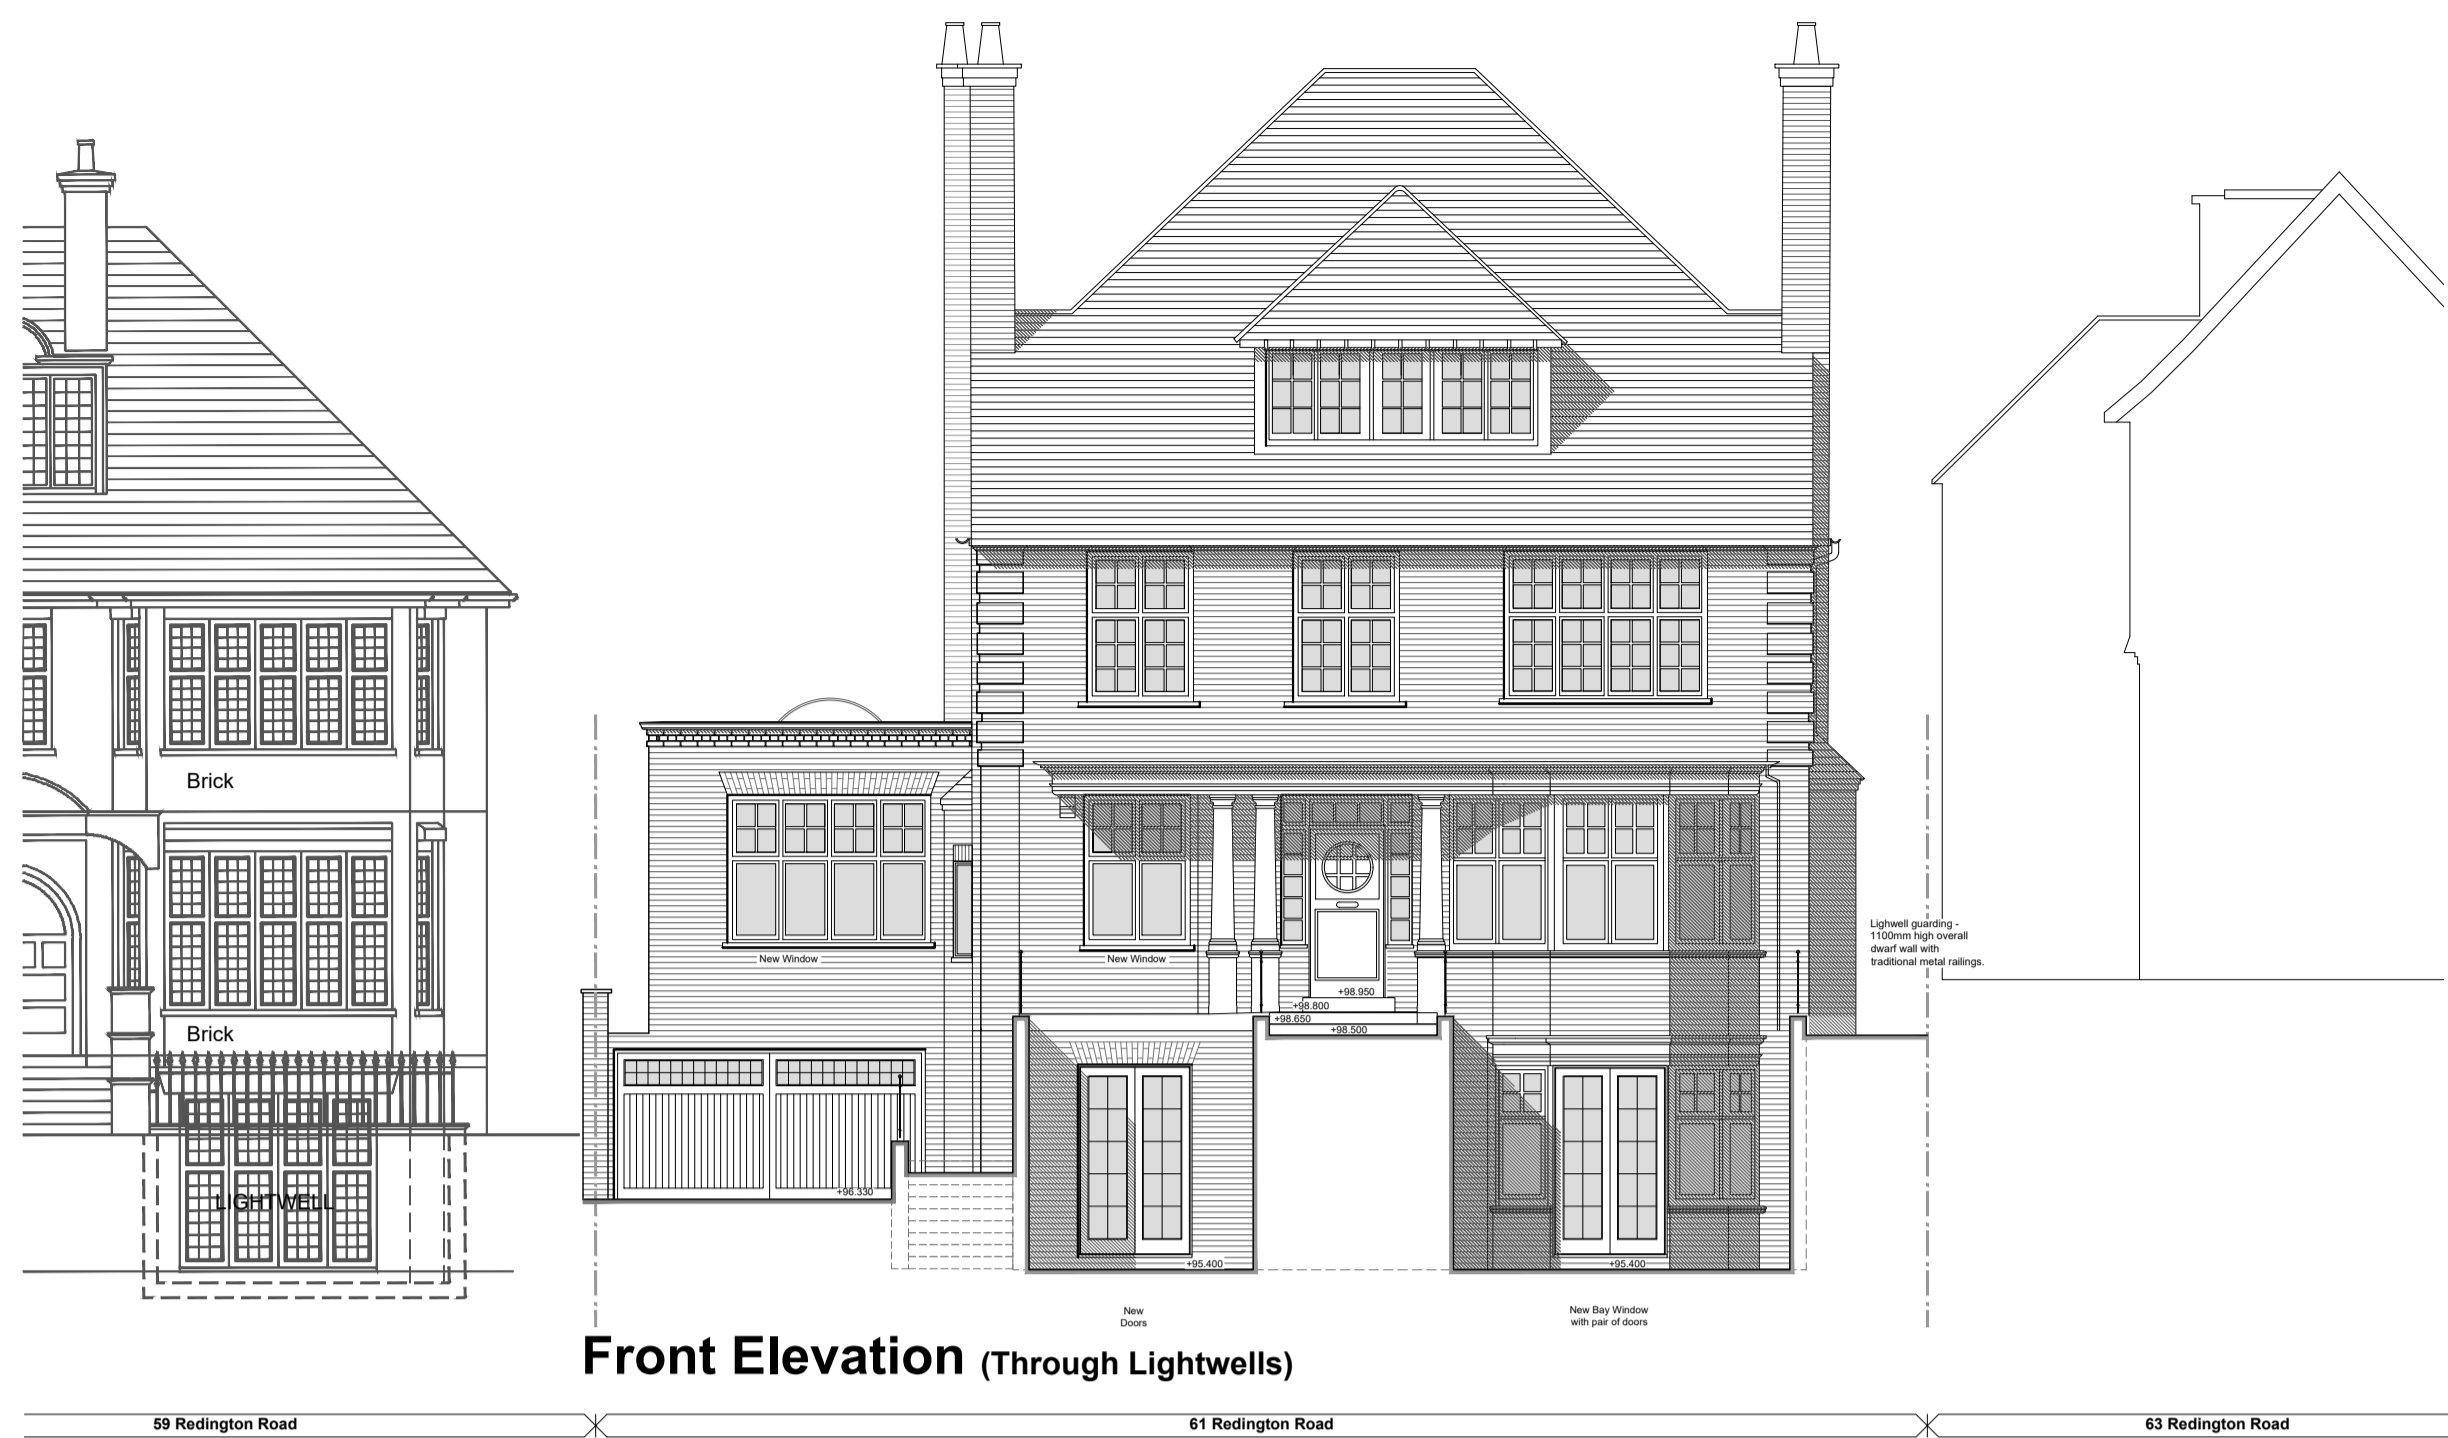 Brick
New Window
New Window
Lighwell guarding -
1100mm high overall
dwarf wall with
traditional metal railings.
+98.950
+98.800
+98.650
+98.500
Brick
LIGHTWELL
+96.330
+95.400
+95.400
New
Doors
New Bay Window
with pair of doors
Front Elevation (Through Lightwells)
59 Redington Road
61 Redington Road
63 Redington Road